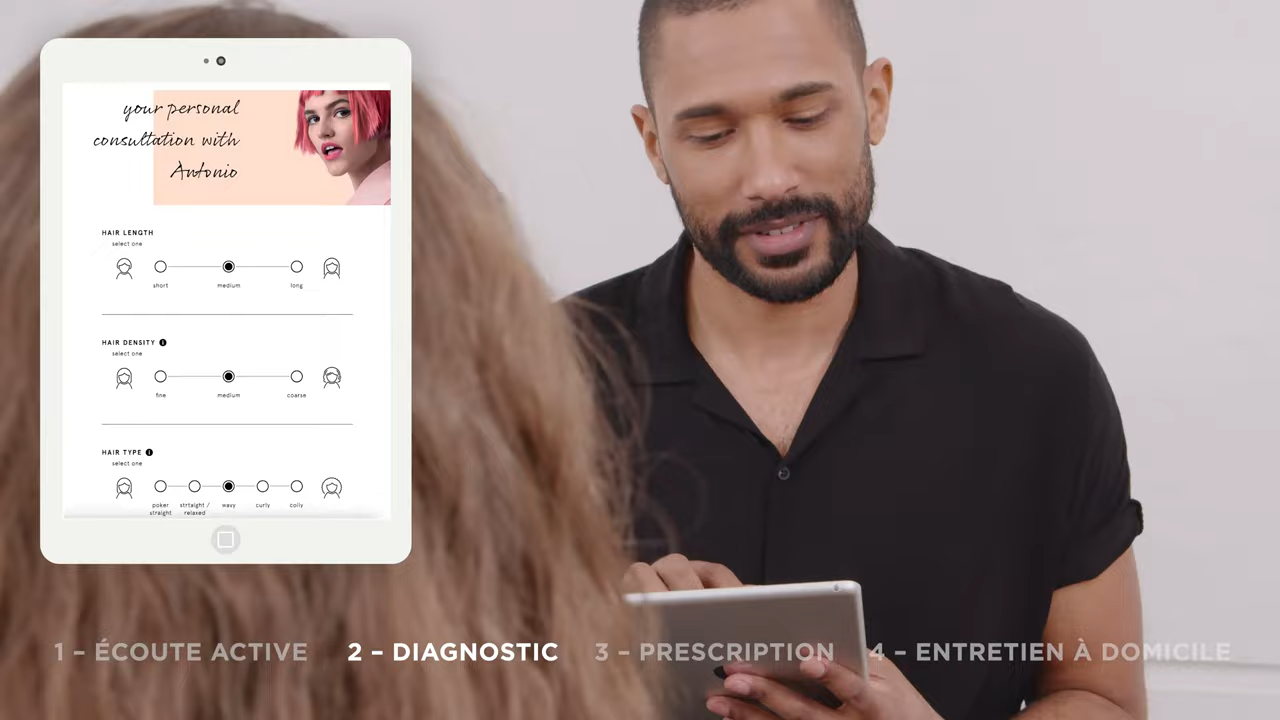 your personal
consultation with
Antonio
HAIR LENGTH
select one
short medium long
HAIR DENSITY i
select one
fine medium coarse
HAIR TYPE i
select one
poker strtaight / wavy curly coily
straight relaxed
1 – ÉCOUTE ACTIVE 2 – DIAGNOSTIC 3 – PRESCRIPTION 4 – ENTRETIEN À DOMICILE